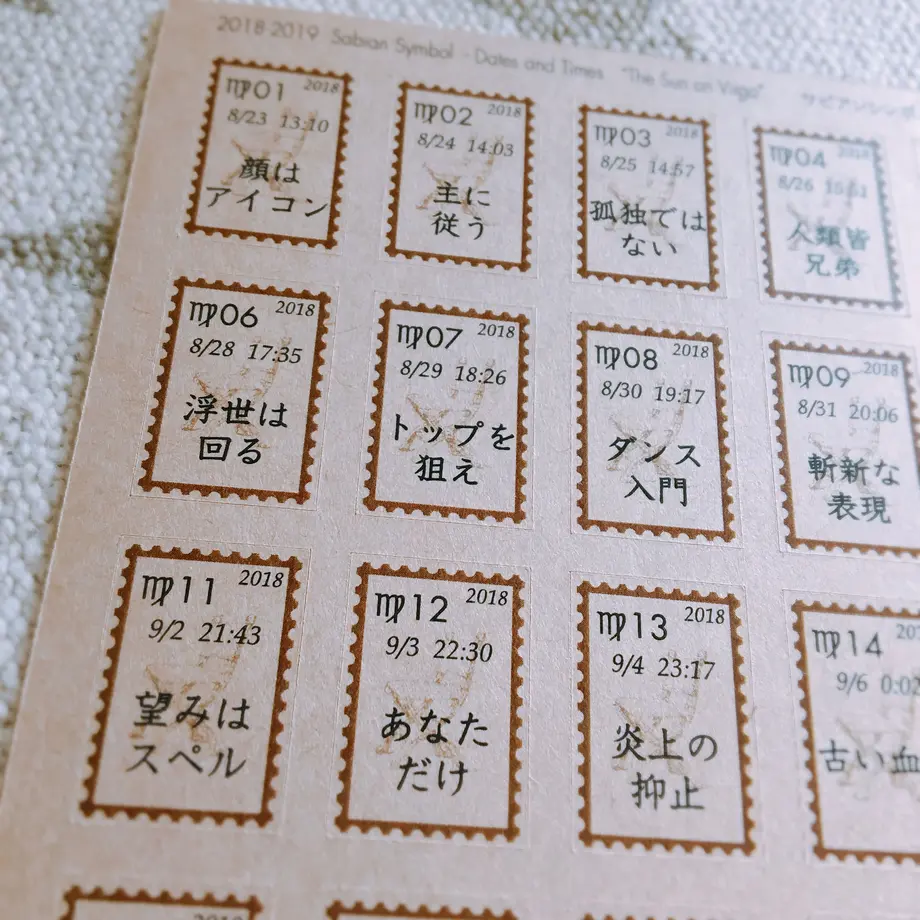 2018-2019 Sabian Symbol - Dates and Times "The Sun on Virgo"
♍01 2018
8/23 13:10
顔は
アイコン
♍02 2018
8/24 14:03
主に
従う
♍03 2018
8/25 14:57
孤独では
ない
♍04 2018
8/26
人類皆
兄弟
♍06 2018
8/28 17:35
浮世は
回る
♍07 2018
8/29 18:26
トップを
狙え
♍08 2018
8/30 19:17
ダンス
入門
♍09 2018
8/31 20:06
斬新な
表現
♍11 2018
9/2 21:43
望みは
スペル
♍12 2018
9/3 22:30
あなた
だけ
♍13 2018
9/4 23:17
炎上の
抑止
♍14
9/6 0:02
古い血